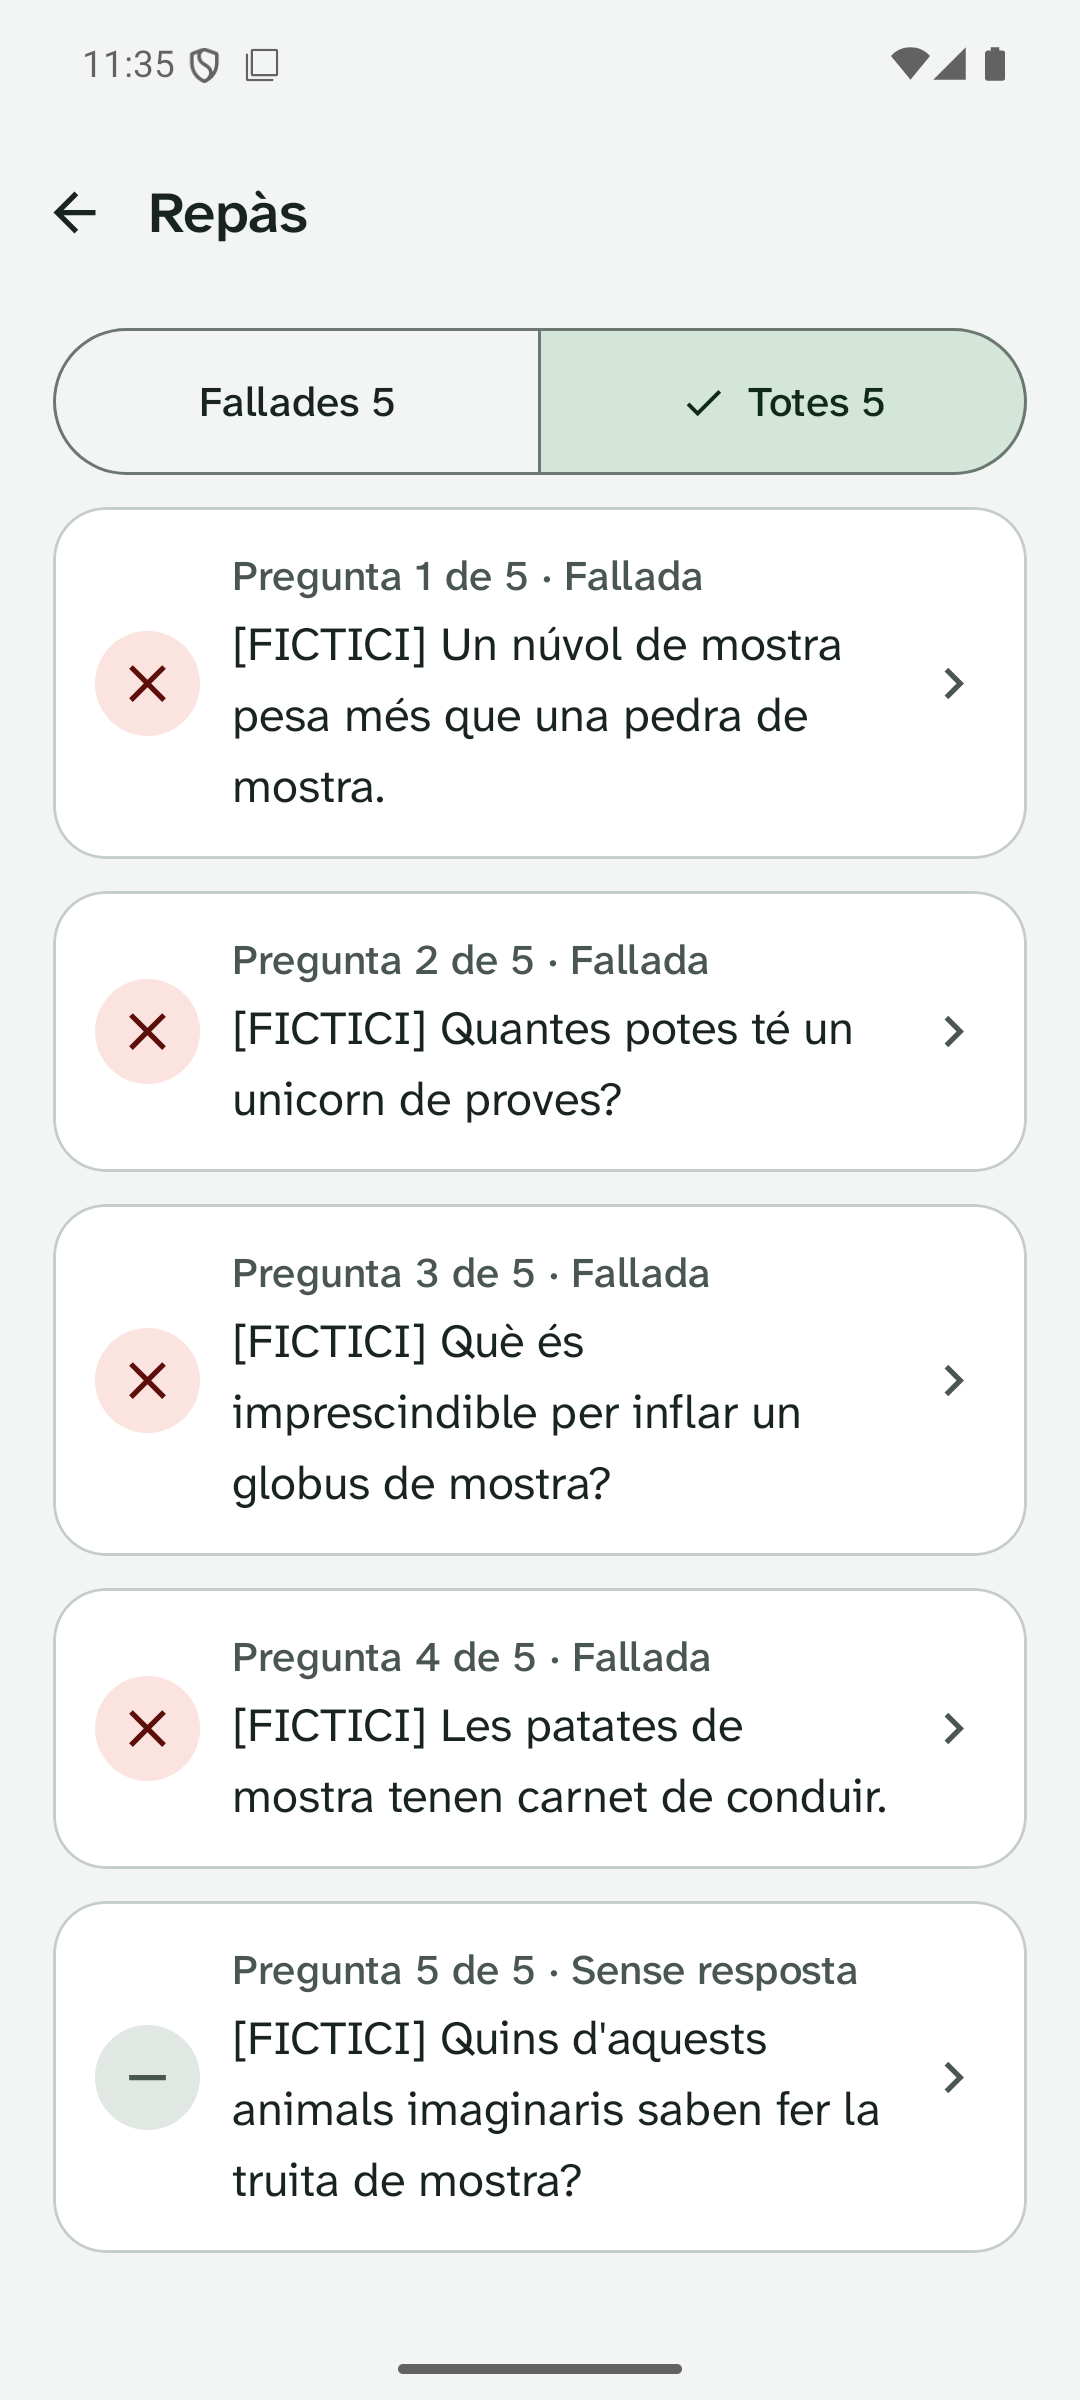 11:35
Repàs
Fallades 5
Totes 5
Pregunta 1 de 5 · Fallada
[FICTICI] Un núvol de mostra
pesa més que una pedra de
mostra.
Pregunta 2 de 5 · Fallada
[FICTICI] Quantes potes té un
unicorn de proves?
Pregunta 3 de 5 · Fallada
[FICTICI] Què és
imprescindible per inflar un
globus de mostra?
Pregunta 4 de 5 · Fallada
[FICTICI] Les patates de
mostra tenen carnet de conduir.
Pregunta 5 de 5 · Sense resposta
[FICTICI] Quins d'aquests
animals imaginaris saben fer la
truita de mostra?